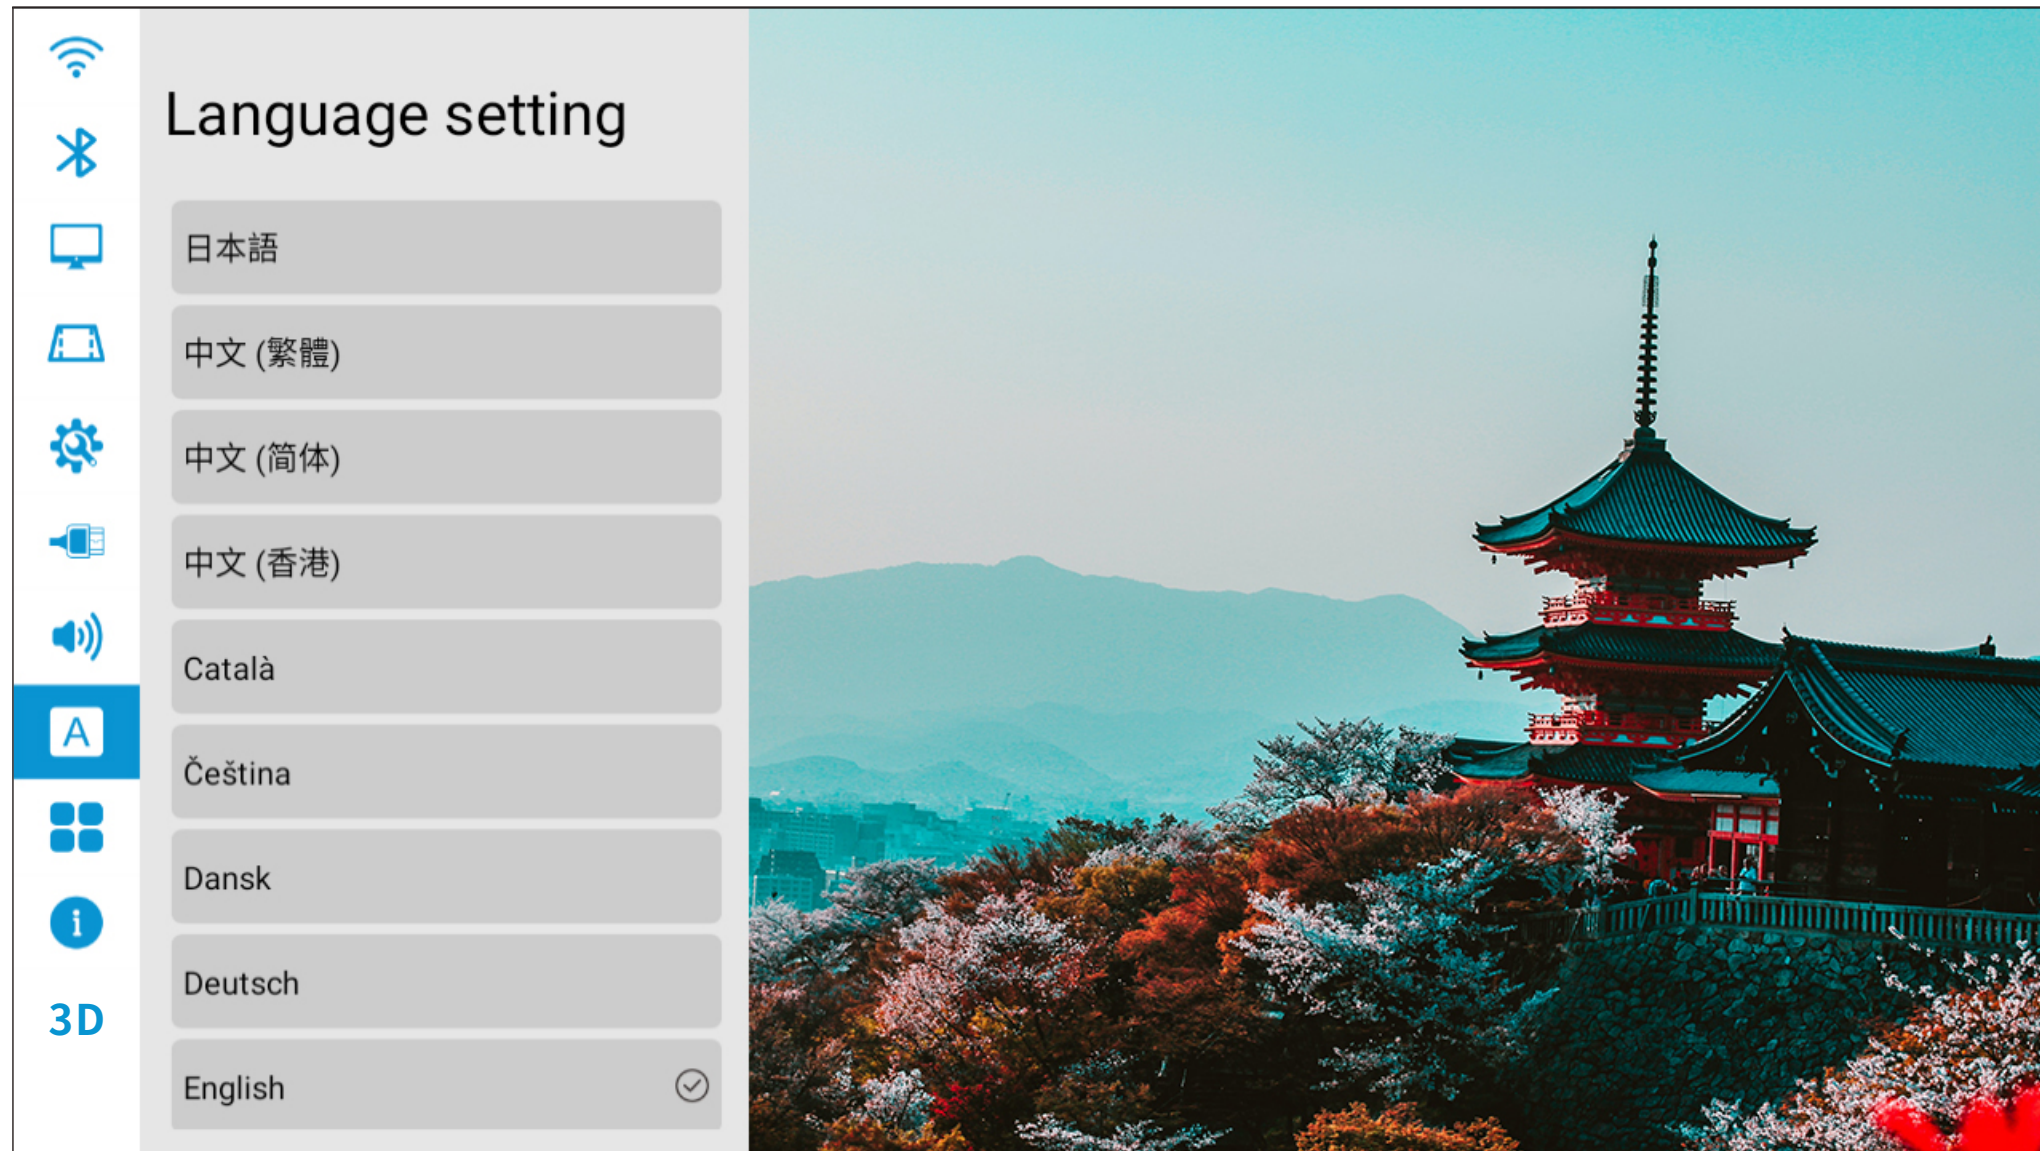 Language setting
日本語
中文 (繁體)
中文 (简体)
中文 (香港)
Català
A
Čeština
Dansk
i
Deutsch
3D
English